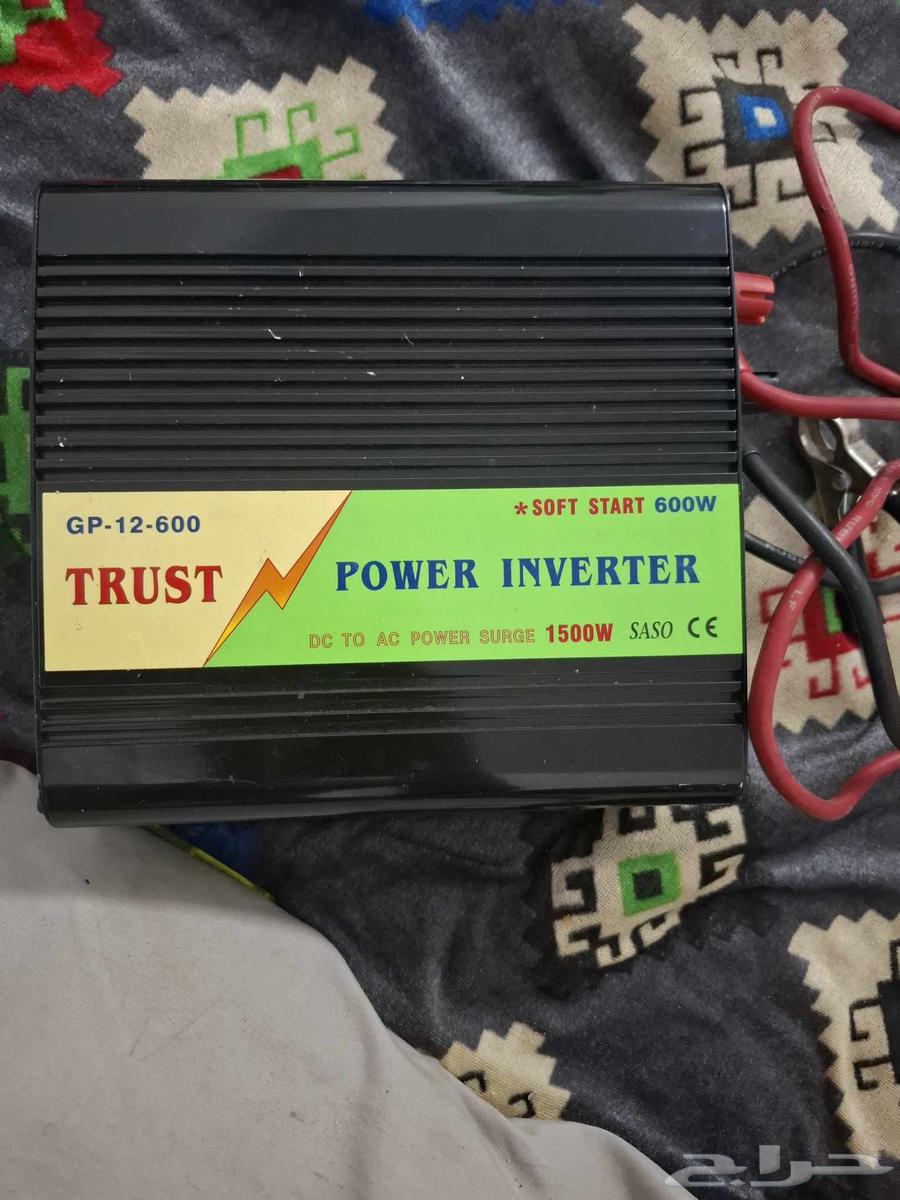 GP-12-600
TRUST
*SOFT START 600W
POWER INVERTER
DC TO AC POWER SURGE 1500W SASO CE
حراج